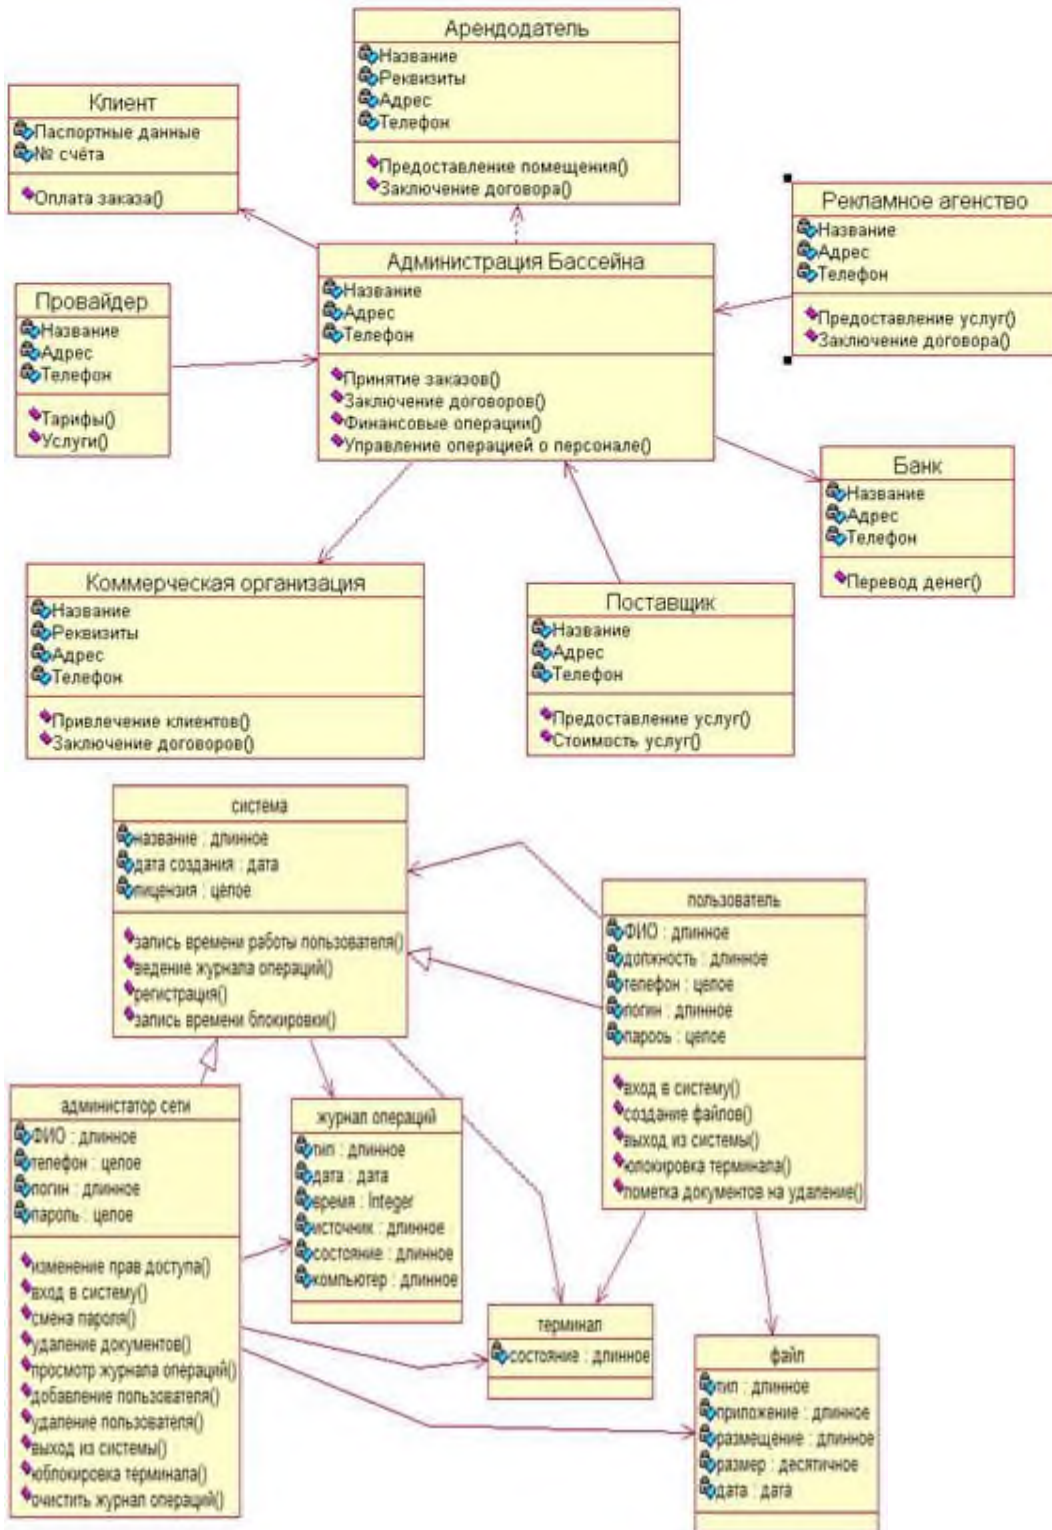 Арендодатель
Название
Реквизиты
Адрес
Телефон
Предоставление помещения()
Заключение договора()
Клиент
Паспортные данные
№ счёта
Оплата заказа()
Рекламное агенство
Название
Адрес
Телефон
Предоставление услуг()
Заключение договора()
Администрация Бассейна
Название
Адрес
Телефон
Принятие заказов()
Заключение договоров()
Финансовые операции()
Управление операцией о персонале()
Провайдер
Название
Адрес
Телефон
Тарифы()
Услуги()
Банк
Название
Адрес
Телефон
Перевод денег()
Коммерческая организация
Название
Реквизиты
Адрес
Телефон
Привлечение клиентов()
Заключение договоров()
Поставщик
Название
Адрес
Телефон
Предоставление услуг()
Стоимость услуг()
система
название : длинное
дата создания : дата
лицензия : целое
запись времени работы пользователя()
ведение журнала операций()
регистрация()
запись времени блокировки()
пользователь
ФИО : длинное
должность : длинное
телефон : целое
логин : длинное
парооь : целое
вход в систему()
создание файлов()
выход из системы()
юлокировка терминала()
пометка документов на удаление()
администатор сети
ФИО : длинное
телефон : целое
логин : длинное
пароль : целое
изменение прав доступа()
вход в систему()
смена пароля()
удаление документов()
просмотр журнала операций()
добавление пользователя()
удаление пользователя()
выход из системы()
юблокировка терминала()
очистить журнал операций()
журнал операций
тип : длинное
дата : дата
время : Integer
источник : длинное
состояние : длинное
компьютер : длинное
терминал
состояние : длинное
файл
тип : длинное
приложение : длинное
размещение : длинное
размер : десятичное
дата : дата